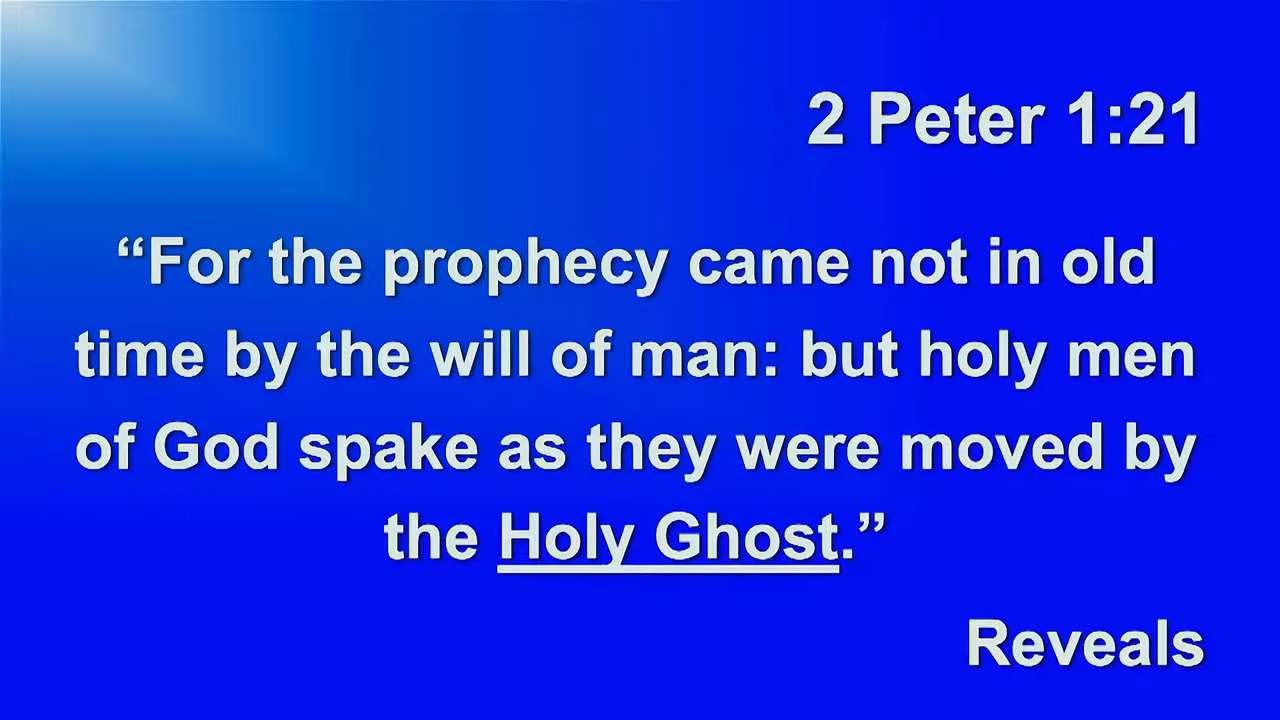 2 Peter 1:21
“For the prophecy came not in old
time by the will of man: but holy men
of God spake as they were moved by
the Holy Ghost.”
Reveals